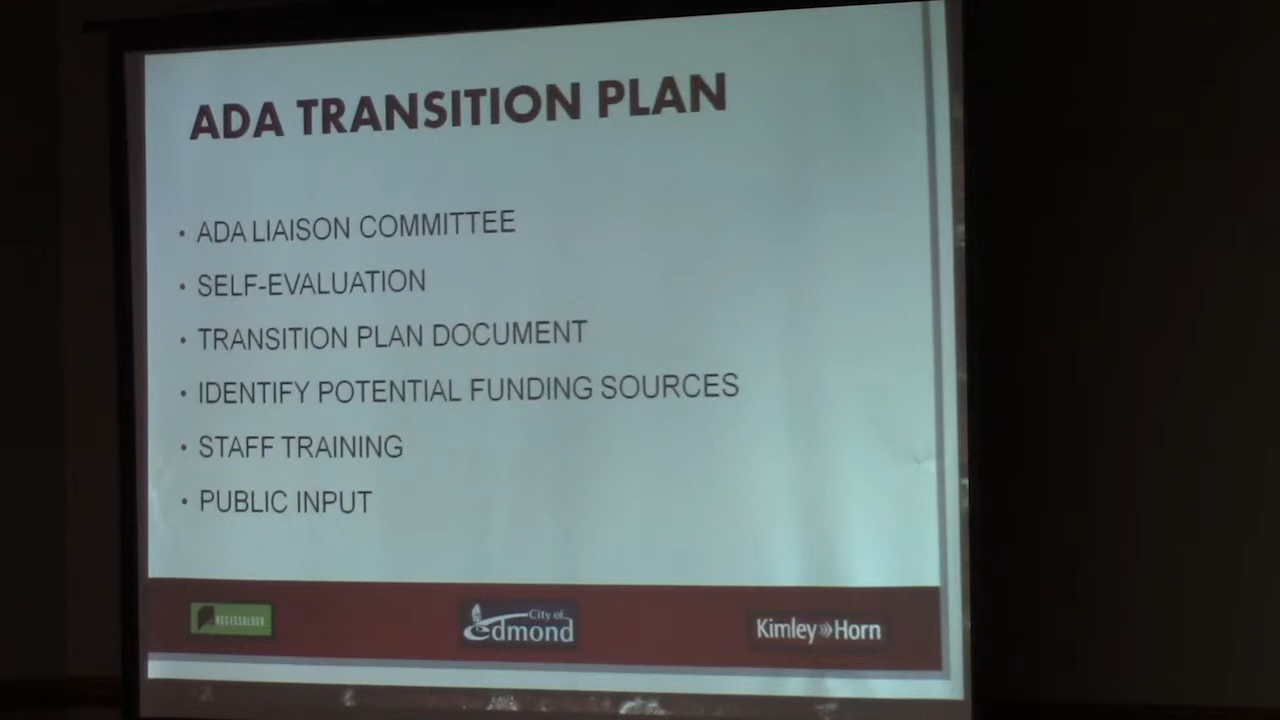 ADA TRANSITION PLAN
• ADA LIAISON COMMITTEE
• SELF-EVALUATION
• TRANSITION PLAN DOCUMENT
• IDENTIFY POTENTIAL FUNDING SOURCES
• STAFF TRAINING
• PUBLIC INPUT
City of
Edmond
Kimley»Horn